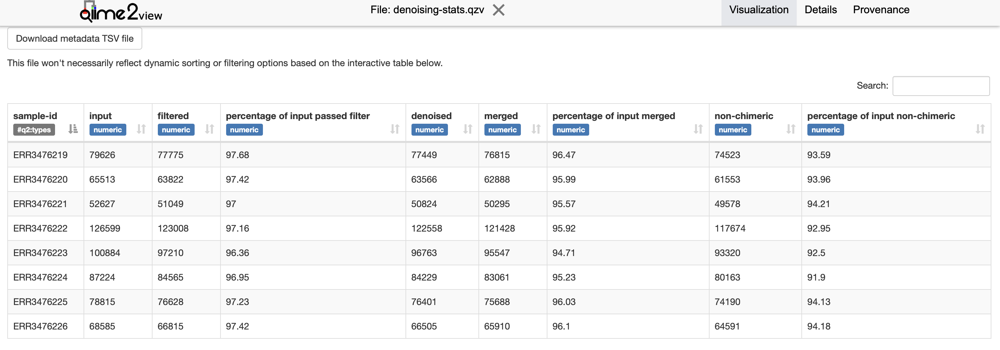 qiime2view File: denoising-stats.qzv Visualization Details Provenance
Download metadata TSV file
This file won't necessarily reflect dynamic sorting or filtering options based on the interactive table below.
Search:
sample-id input filtered percentage of input passed filter denoised merged percentage of input merged non-chimeric percentage of input non-chimeric
#q2:types numeric numeric numeric numeric numeric numeric numeric numeric
ERR3476219 79626 77775 97.68 77449 76815 96.47 74523 93.59
ERR3476220 65513 63822 97.42 63566 62888 95.99 61553 93.96
ERR3476221 52627 51049 97 50824 50295 95.57 49578 94.21
ERR3476222 126599 123008 97.16 122558 121428 95.92 117674 92.95
ERR3476223 100884 97210 96.36 96763 95547 94.71 93320 92.5
ERR3476224 87224 84565 96.95 84229 83061 95.23 80163 91.9
ERR3476225 78815 76628 97.23 76401 75688 96.03 74190 94.13
ERR3476226 68585 66815 97.42 66505 65910 96.1 64591 94.18